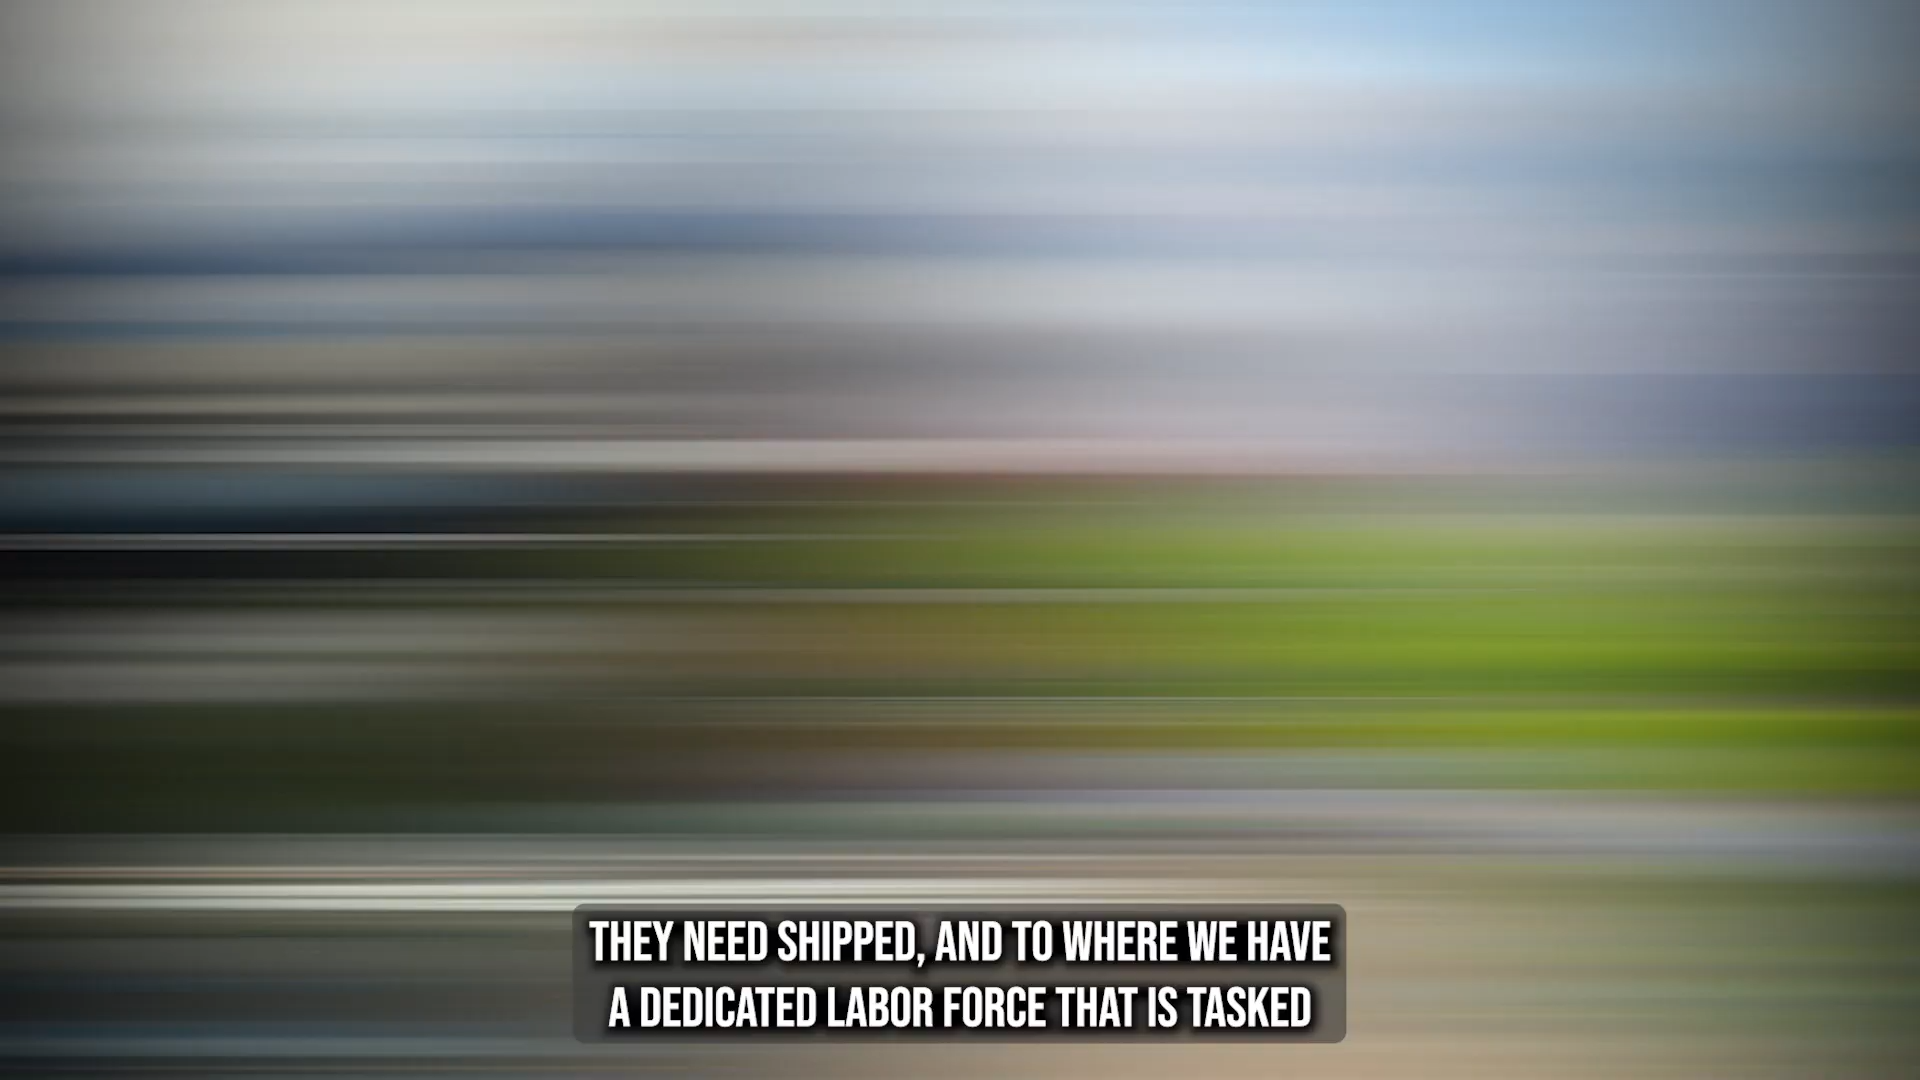 THEY NEED SHIPPED, AND TO WHERE WE HAVE
A DEDICATED LABOR FORCE THAT IS TASKED